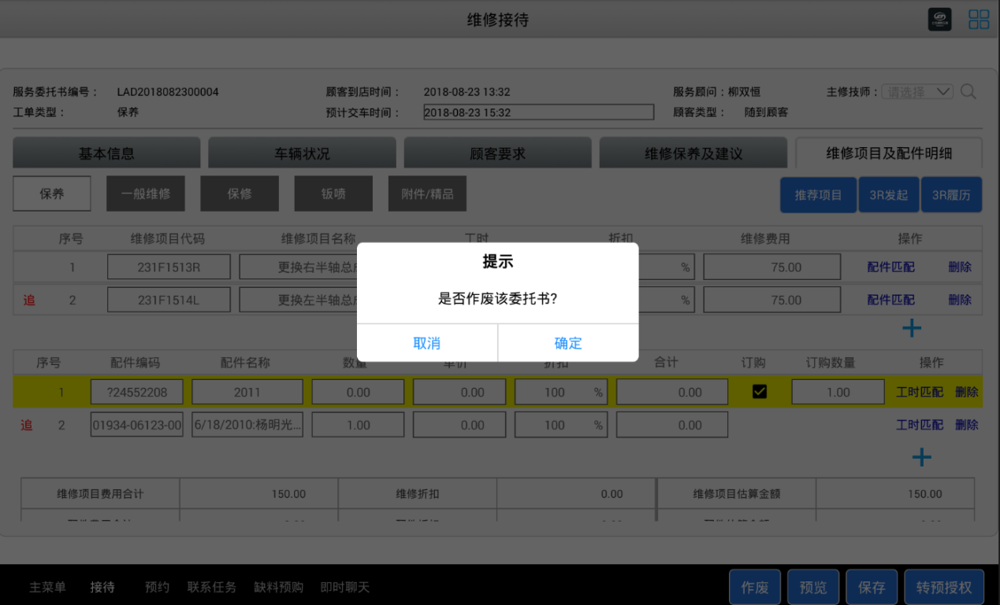 维修接待
服务委托书编号： LAD2018082300004 顾客到店时间： 2018-08-23 13:32 服务顾问：柳双恒 主修技师： 请选择
工单类型： 保养 预计交车时间： 2018-08-23 15:32 顾客类型： 随到顾客
基本信息 车辆状况 顾客要求 维修保养及建议 维修项目及配件明细
保养 一般维修 保修 钣喷 附件/精品 推荐项目 3R发起 3R履历
序号 维修项目代码 维修项目名称 工时 折扣 维修费用 操作
1 231F1513R 更换右半轴总 % 75.00 配件匹配 删除
追 2 231F1514L 更换左半轴总 % 75.00 配件匹配 删除
提示
是否作废该委托书?
取消 确定
序号 配件编码 配件名称 数量 单价 折扣 合计 订购 订购数量 操作
1 ?24552208 2011 0.00 0.00 100 % 0.00 1.00 工时匹配 删除
追 2 01934-06123-00 6/18/2010:杨明光... 1.00 0.00 100 % 0.00 工时匹配 删除
维修项目费用合计 150.00 维修折扣 0.00 维修项目估算金额 150.00
主菜单 接待 预约 联系任务 缺料预购 即时聊天 作废 预览 保存 转预授权